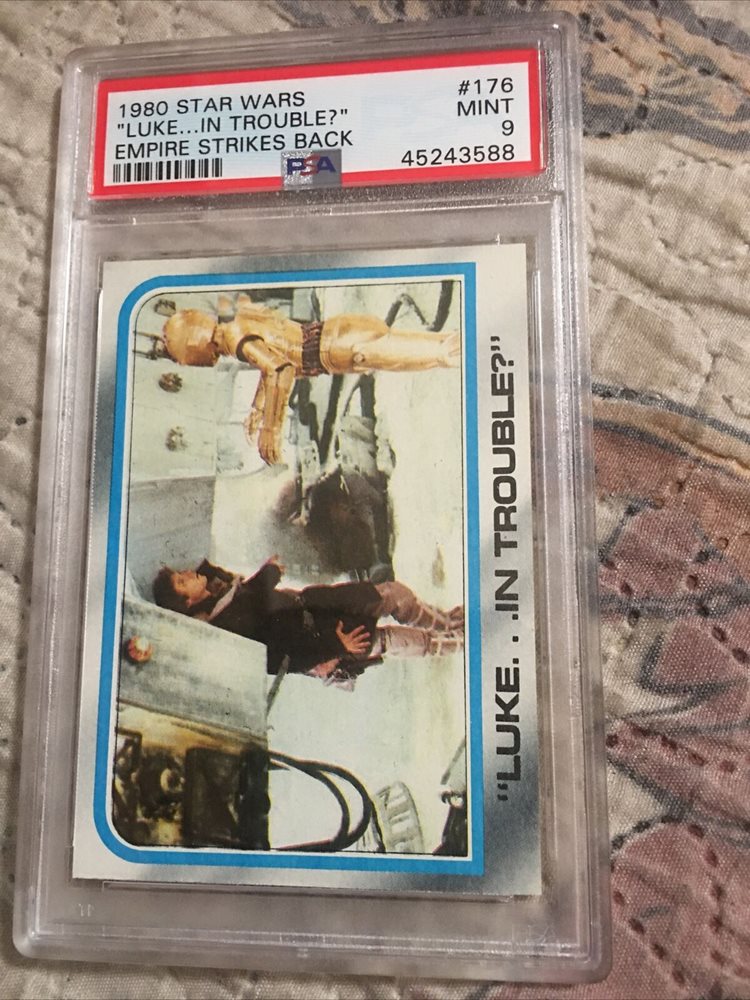 1980 STAR WARS #176
"LUKE...IN TROUBLE?" MINT
EMPIRE STRIKES BACK 9
PSA 45243588
"LUKE. . .IN TROUBLE?"